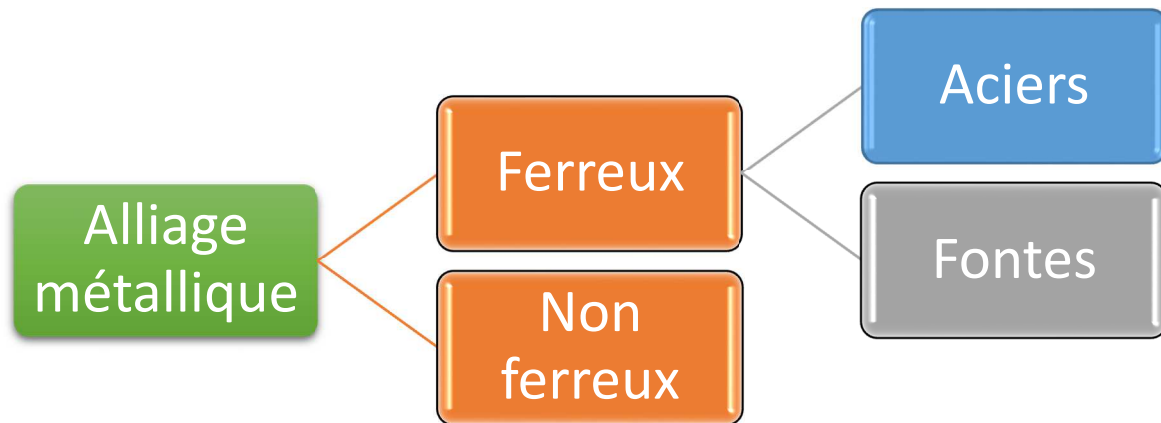 Alliage
métallique
Ferreux
Non
ferreux
Aciers
Fontes